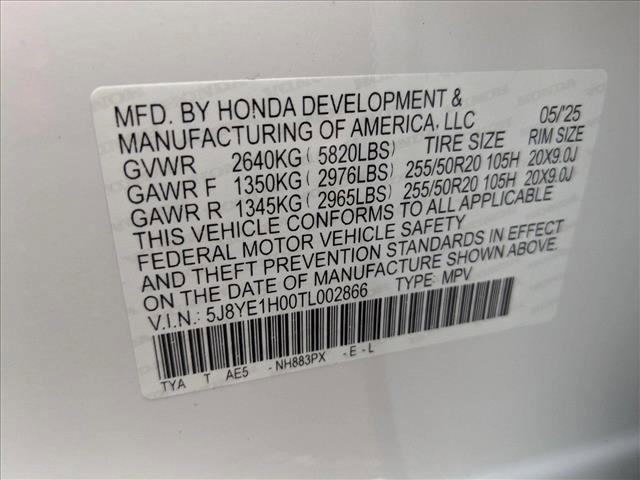 MFD. BY HONDA DEVELOPMENT & 05/'25
MANUFACTURING OF AMERICA, LLC TIRE SIZE RIM SIZE
GVWR 2640KG ( 5820LBS)
GAWR F 1350KG ( 2976LBS) 255/50R20 105H 20X9.0J
GAWR R 1345KG ( 2965LBS) 255/50R20 105H 20X9.0J
THIS VEHICLE CONFORMS TO ALL APPLICABLE
FEDERAL MOTOR VEHICLE SAFETY
AND THEFT PREVENTION STANDARDS IN EFFECT
ON THE DATE OF MANUFACTURE SHOWN ABOVE.
V.I.N.: 5J8YE1H00TL002866 TYPE: MPV
TYA T AE5 - NH883PX - E - L